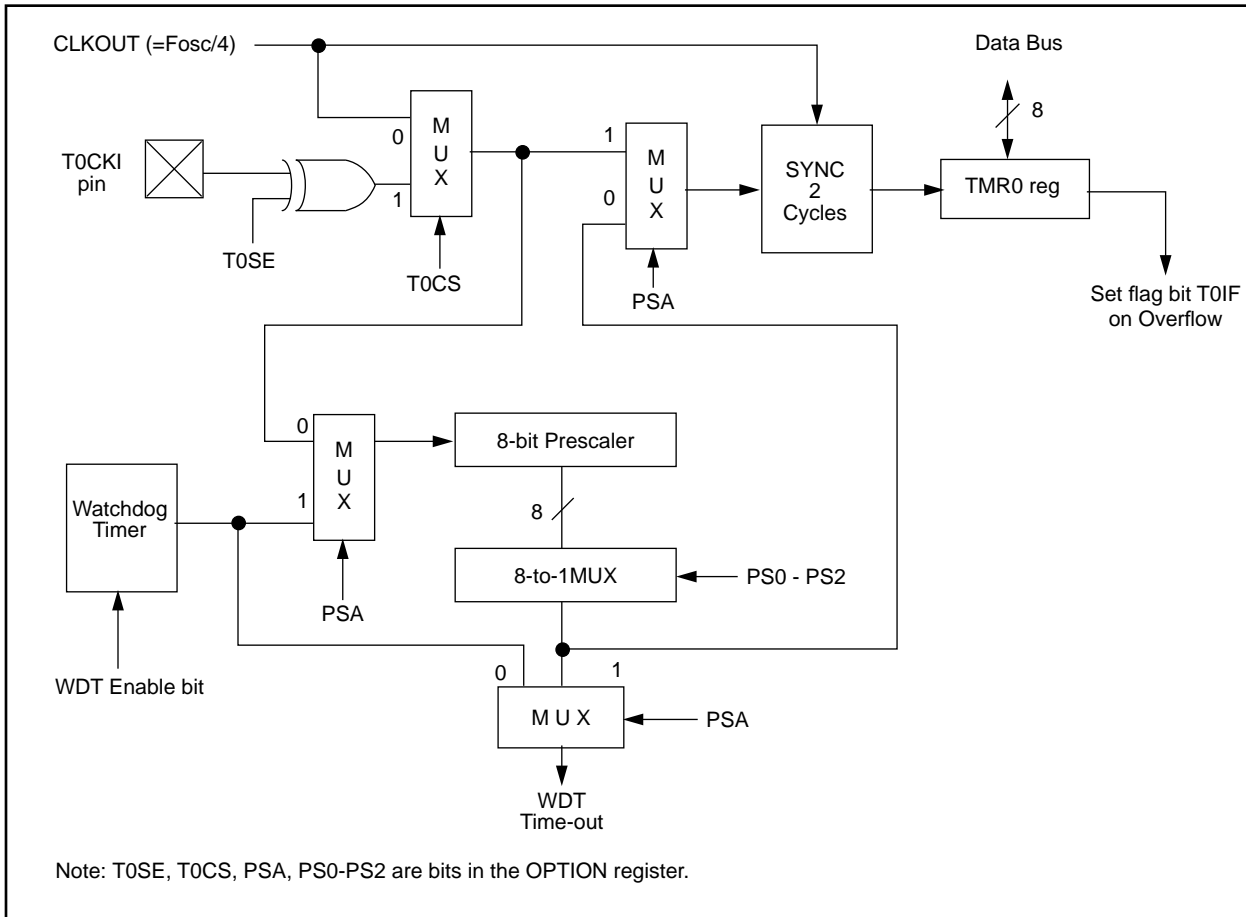 CLKOUT (=Fosc/4)
Data Bus
8
T0CKI
pin
0
1
M
U
X
T0SE
T0CS
1
0
M
U
X
PSA
SYNC
2
Cycles
TMR0 reg
Set flag bit T0IF
on Overflow
0
1
M
U
X
PSA
8-bit Prescaler
8
Watchdog
Timer
WDT Enable bit
8-to-1MUX
PS0 - PS2
0
1
M U X
PSA
WDT
Time-out
Note: T0SE, T0CS, PSA, PS0-PS2 are bits in the OPTION register.